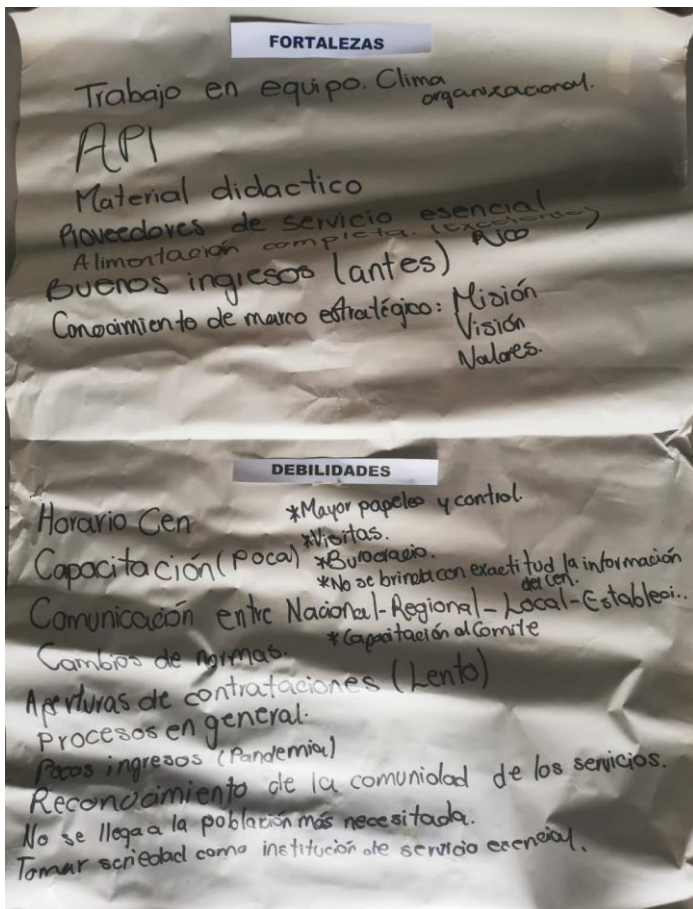 FORTALEZAS
Trabajo en equipo. Clima
organizacional.
API
Material didactico
Proveedores de servicio esencial
Alimentación completa. (Excelente)
Rico
Buenos ingresos (antes)
Conocimiento de marco estratégico: Misión
Visión
Valores.
DEBILIDADES
Horario Cen
*Mayor papeleo y control.
*Visitas.
Capacitación (Poca) *Burocracia.
*No se brinda con exactitud la información
del Cen.
Comunicación entre Nacional-Regional-Local-Estableci..
*Capacitación al Comite
Cambios de normas.
Aperturas de contrataciones (Lento)
Procesos en general.
Pocos ingresos (Pandemia)
Reconocimiento de la comunidad de los servicios.
No se llega a la población más necesitada.
Tomar seriedad como institución de servicio esencial.